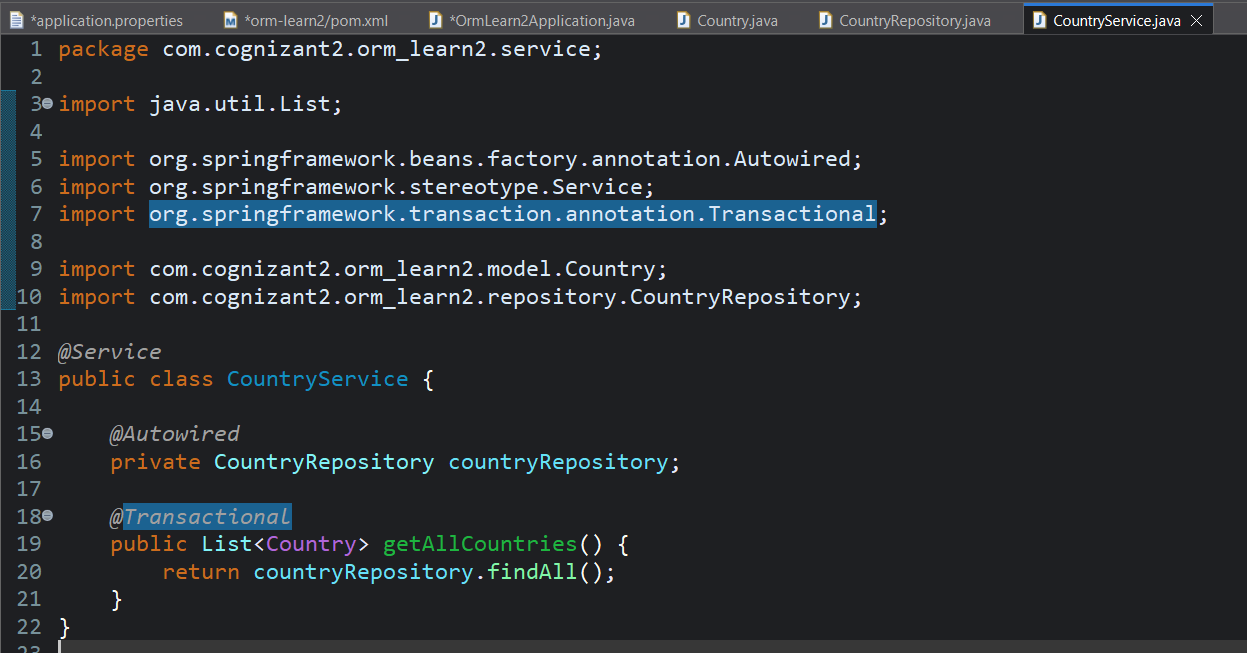 *application.properties *orm-learn2/pom.xml *OrmLearn2Application.java Country.java CountryRepository.java CountryService.java
1 package com.cognizant2.orm_learn2.service;
2
3 import java.util.List;
4
5 import org.springframework.beans.factory.annotation.Autowired;
6 import org.springframework.stereotype.Service;
7 import org.springframework.transaction.annotation.Transactional;
8
9 import com.cognizant2.orm_learn2.model.Country;
10 import com.cognizant2.orm_learn2.repository.CountryRepository;
11
12 @Service
13 public class CountryService {
14
15 @Autowired
16 private CountryRepository countryRepository;
17
18 @Transactional
19 public List<Country> getAllCountries() {
20 return countryRepository.findAll();
21 }
22 }
23